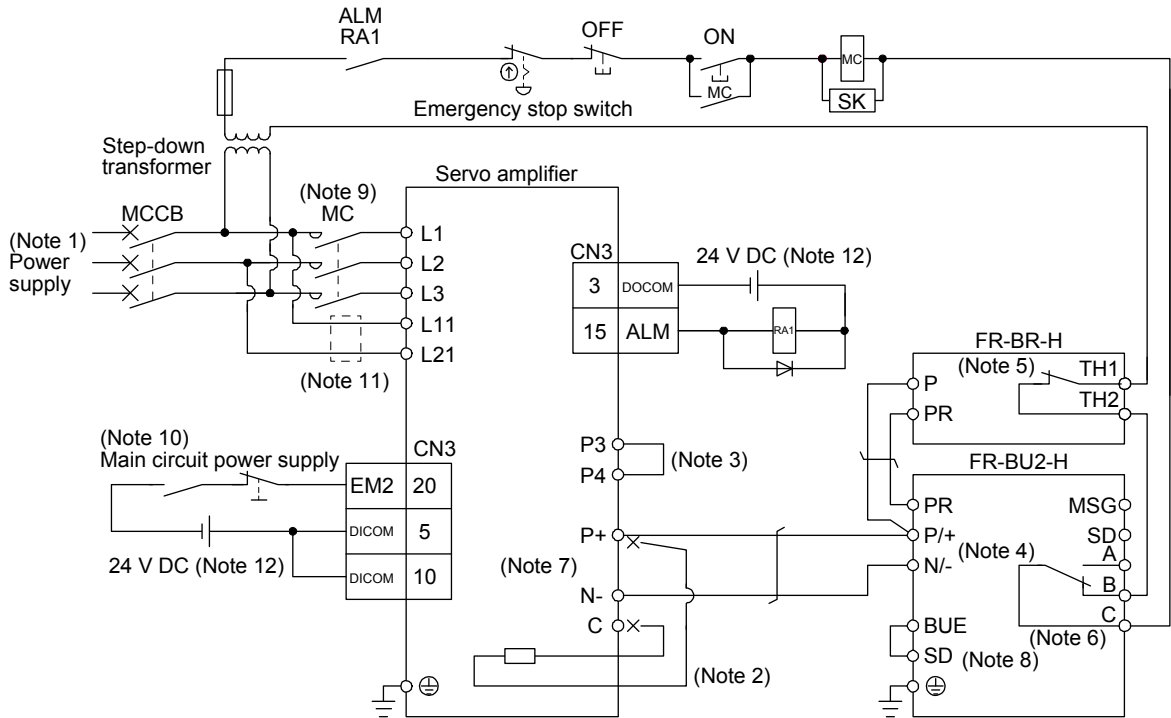 ALM
RA1
OFF
ON
MC
MC
SK
Emergency stop switch
Step-down
transformer
Servo amplifier
(Note 9)
MC
MCCB
(Note 1)
Power
supply
L1
L2
L3
L11
L21
(Note 11)
CN3
24 V DC (Note 12)
3 DOCOM
15 ALM
RA1
FR-BR-H
(Note 5)
P
PR
TH1
TH2
(Note 10)
Main circuit power supply
CN3
EM2 20
DICOM 5
DICOM 10
24 V DC (Note 12)
P3
P4
(Note 3)
P+
(Note 7)
N-
C
(Note 2)
FR-BU2-H
PR
P/+
N/-
(Note 4)
MSG
SD
A
B
C
(Note 6)
BUE
SD
(Note 8)